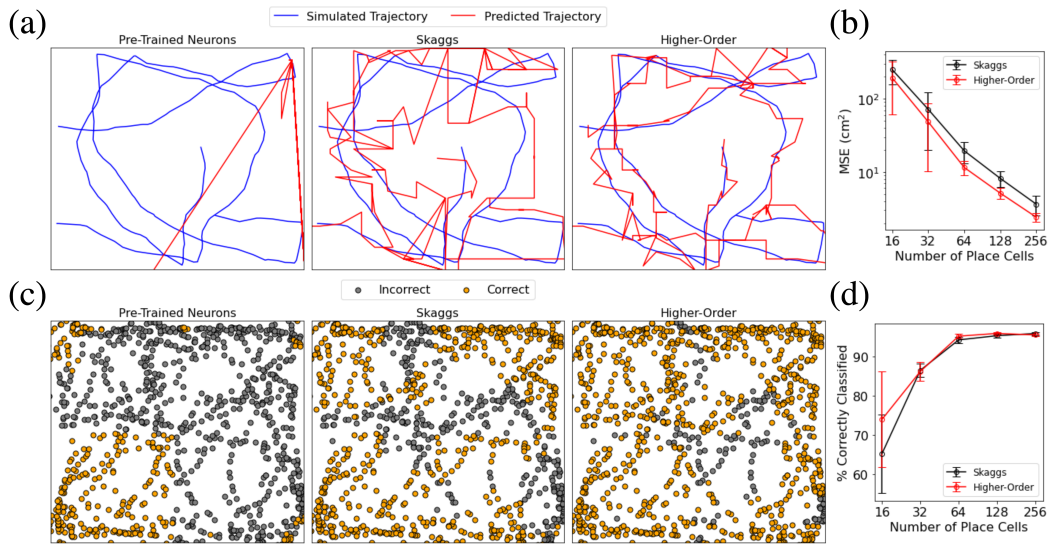 (a)
Simulated Trajectory Predicted Trajectory
Pre-Trained Neurons
Skaggs
Higher-Order
(b)
Skaggs
Higher-Order
10²
10¹
MSE (cm²)
16 32 64 128 256
Number of Place Cells
(c)
Incorrect Correct
Pre-Trained Neurons
Skaggs
Higher-Order
(d)
90
80
70
60
% Correctly Classified
Skaggs
Higher-Order
16 32 64 128 256
Number of Place Cells